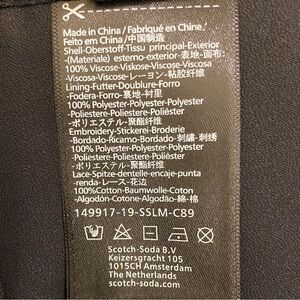 Made in China / Fabriqué en Chine
Feito em China /中国制造
Shell-Oberstoff-Tissu principal-Exterior
-(Materiale) esterno-exterior-表地-面布:
100% Viscose-Viskose-Viscose-Viscosa
-Viscosa-Viscose-レーヨン-粘胶纤维
Lining-Futter-Doublure-Forro
-Fodera-Forro-裏地-衬里
100% Polyester-Polyester-Polyester
-Poliestere-Poliestere-Poliéster
-ポリエステル-聚酯纤维
Embroidery-Stickerei-Broderie
-Bordado-Ricamo-Bordado-刺繍-刺绣
100% Polyester-Polyester-Polyester
-Poliéster-Poliestere-Poliéster
-ポリエステル-聚酯纤维
Lace-Spitze-dentelle-encaje-punta
-renda-レース-花边
100%Cotton-Baumwolle-Coton
-Algodón-Cotone-Algodão-綿-棉
149917-19-SSLM-C89
Scotch-Soda B.V
Keizersgracht 105
1015CH Amsterdam
The Netherlands
scotch-soda.com